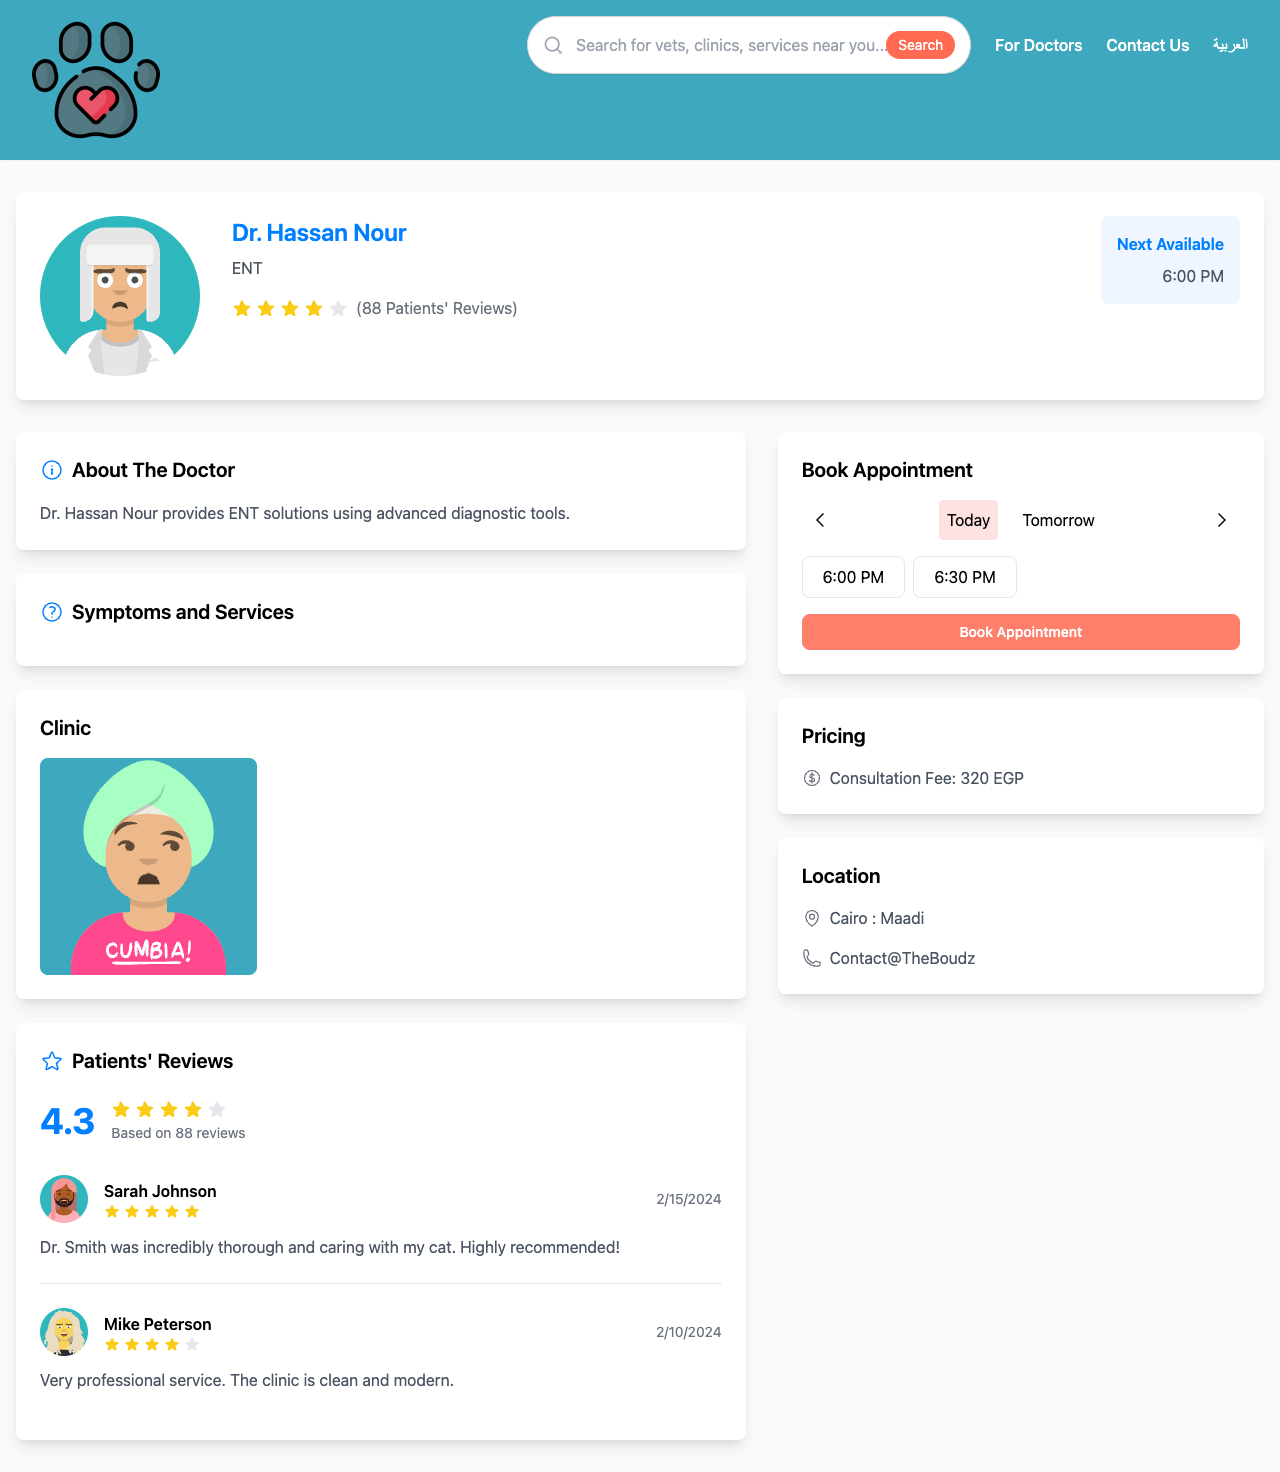 Search for vets, clinics, services near you...
Search
For Doctors
Contact Us
العربية
Dr. Hassan Nour
ENT
(88 Patients' Reviews)
Next Available
6:00 PM
About The Doctor
Dr. Hassan Nour provides ENT solutions using advanced diagnostic tools.
Symptoms and Services
Clinic
CUMBIA!
Patients' Reviews
4.3
Based on 88 reviews
Sarah Johnson
2/15/2024
Dr. Smith was incredibly thorough and caring with my cat. Highly recommended!
Mike Peterson
2/10/2024
Very professional service. The clinic is clean and modern.
Book Appointment
Today
Tomorrow
6:00 PM
6:30 PM
Book Appointment
Pricing
Consultation Fee: 320 EGP
Location
Cairo : Maadi
Contact@TheBoudz